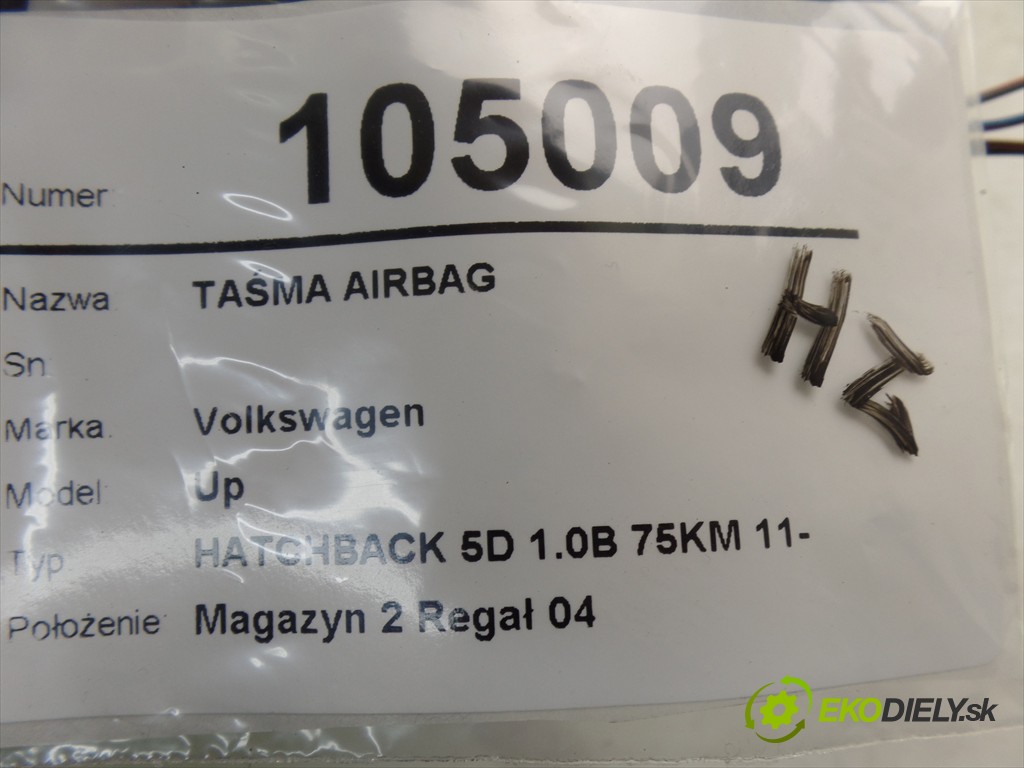 Numer: 105009
Nazwa TAŚMA AIRBAG
Sn
Marka: Volkswagen
Model: Up
Typ: HATCHBACK 5D 1.0B 75KM 11-
Położenie: Magazyn 2 Regał 04
HZ
EKODIELY.sk